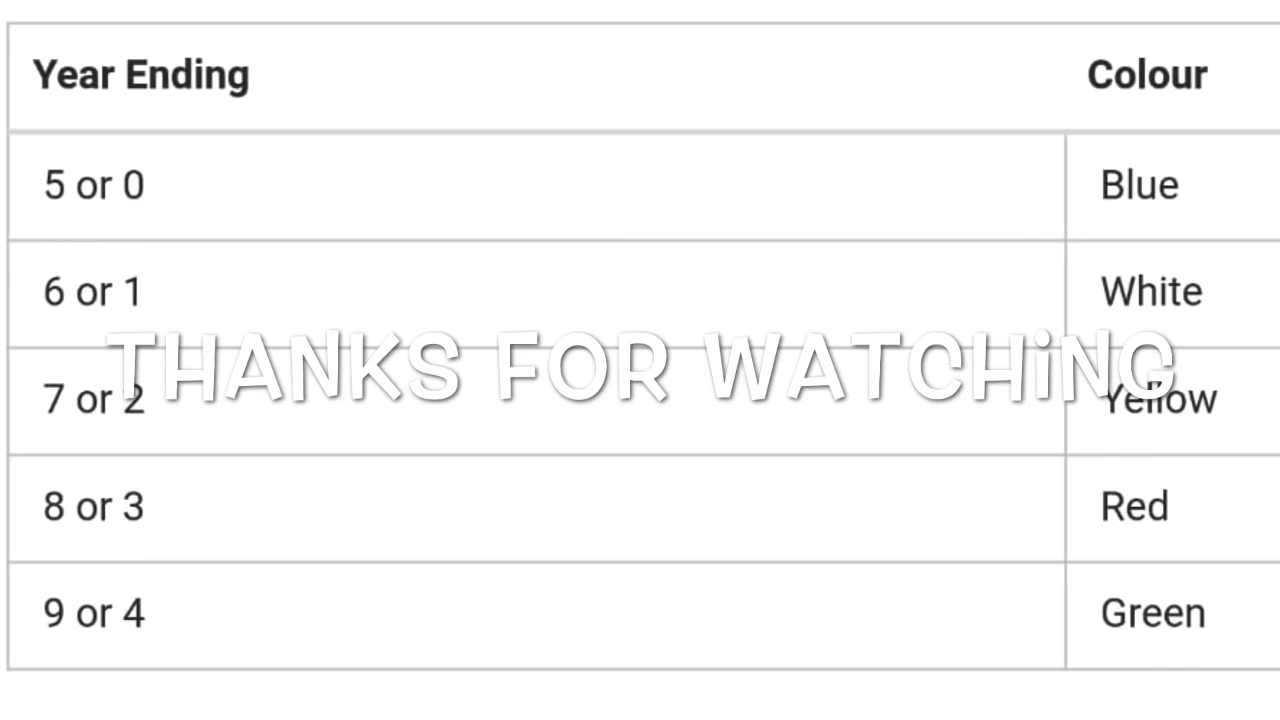 Year Ending Colour
5 or 0 Blue
6 or 1 White
THANKS FOR WATCHiNG
7 or 2 Yellow
8 or 3 Red
9 or 4 Green